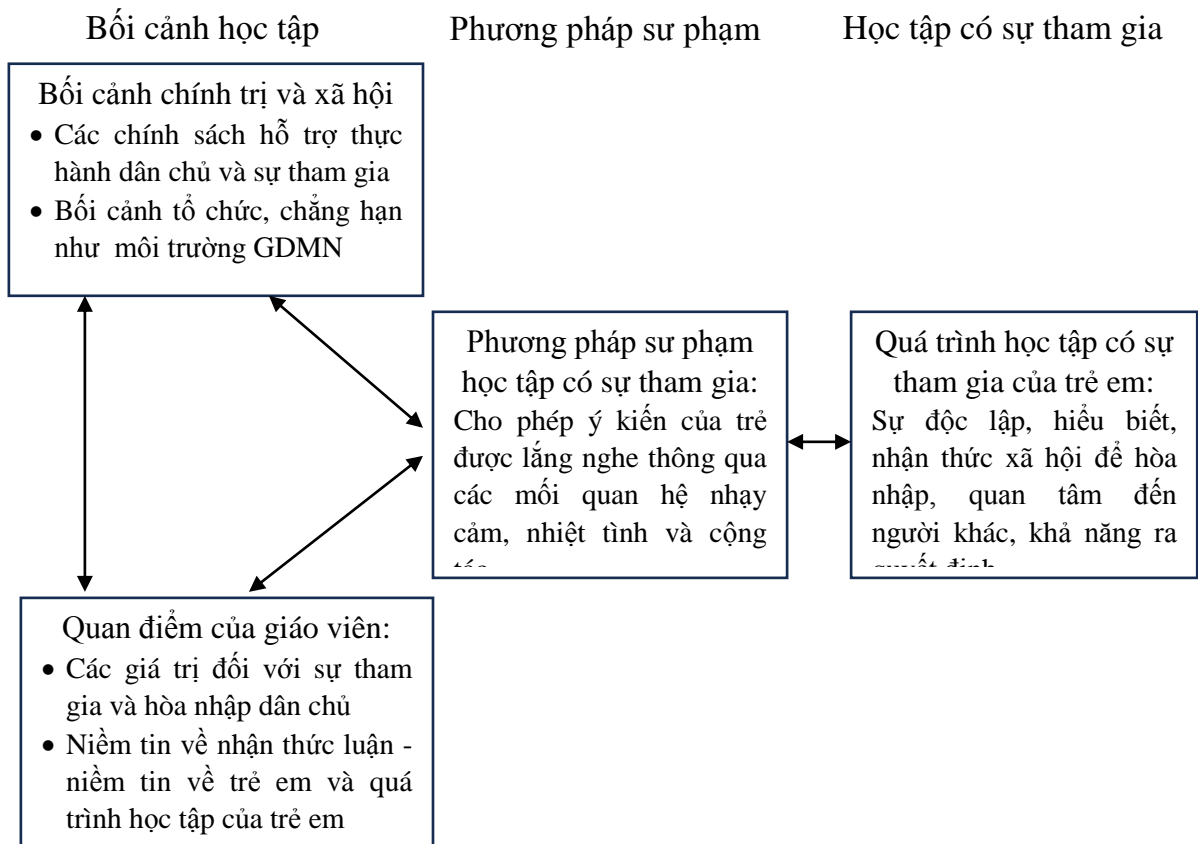 Bối cảnh học tập
Phương pháp sư phạm
Học tập có sự tham gia
Bối cảnh chính trị và xã hội
• Các chính sách hỗ trợ thực
hành dân chủ và sự tham gia
• Bối cảnh tổ chức, chẳng hạn
như môi trường GDMN
Phương pháp sư phạm
học tập có sự tham gia:
Cho phép ý kiến của trẻ
được lắng nghe thông qua
các mối quan hệ nhạy
cảm, nhiệt tình và cộng
Quá trình học tập có sự
tham gia của trẻ em:
Sự độc lập, hiểu biết,
nhận thức xã hội để hòa
nhập, quan tâm đến
người khác, khả năng ra
Quan điểm của giáo viên:
• Các giá trị đối với sự tham
gia và hòa nhập dân chủ
• Niềm tin về nhận thức luận -
niềm tin về trẻ em và quá
trình học tập của trẻ em